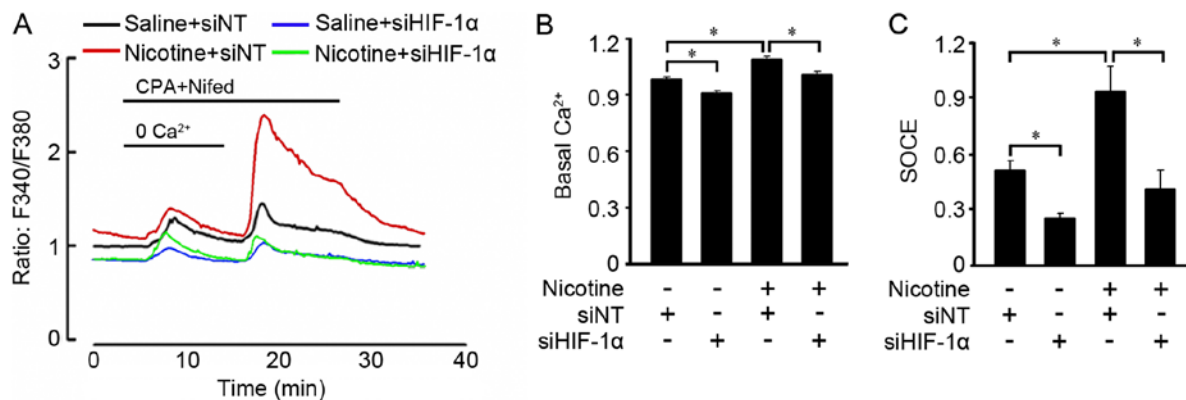 A
Saline+siNT
Saline+siHIF-1α
Nicotine+siNT
Nicotine+siHIF-1α
3
2
1
0
Ratio: F340/F380
CPA+Nifed
0 Ca²⁺
0 10 20 30 40
Time (min)
B
1.2
0.9
0.6
0.3
0
Basal Ca²⁺
* * *
Nicotine - - + +
siNT + - + -
siHIF-1α - + - +
C
1.2
0.9
0.6
0.3
0
SOCE
* * *
Nicotine - - + +
siNT + - + -
siHIF-1α - + - +